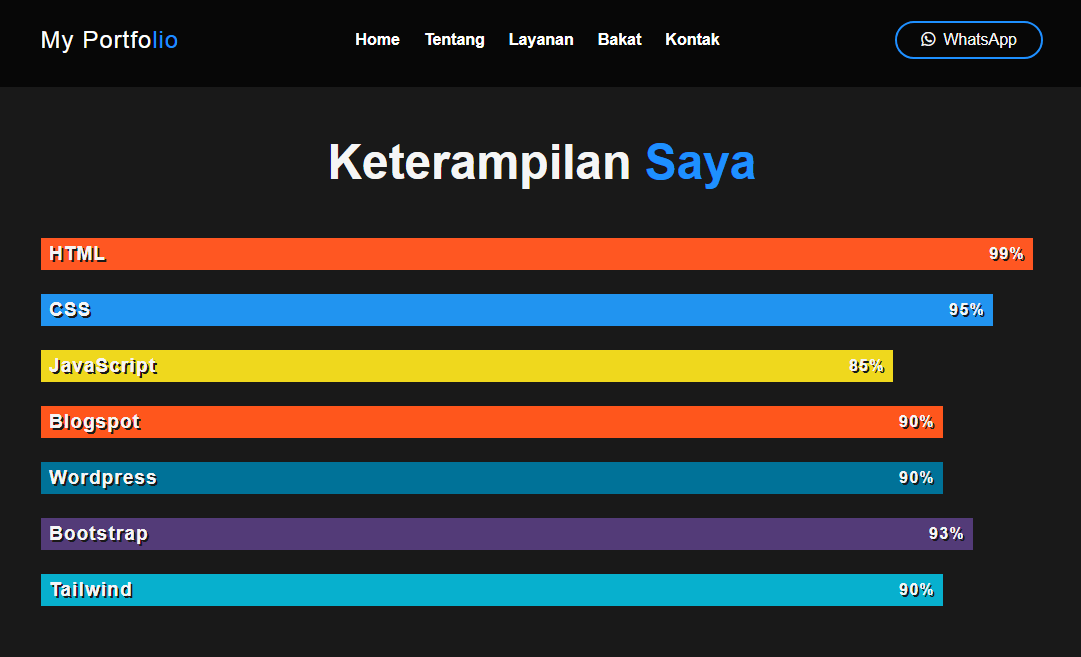 My Portfolio Home Tentang Layanan Bakat Kontak WhatsApp
Keterampilan Saya
HTML 99%
CSS 95%
JavaScript 85%
Blogspot 90%
Wordpress 90%
Bootstrap 93%
Tailwind 90%